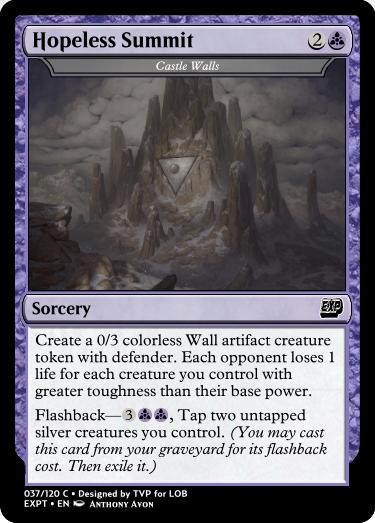 Hopeless Summit 2
Castle Walls
Sorcery EXP
Create a 0/3 colorless Wall artifact creature
token with defender. Each opponent loses 1
life for each creature you control with
greater toughness than their base power.
Flashback—3, Tap two untapped
silver creatures you control. (You may cast
this card from your graveyard for its flashback
cost. Then exile it.)
037/120 C • Designed by TVP for LOB
EXPT • EN Anthony Avon